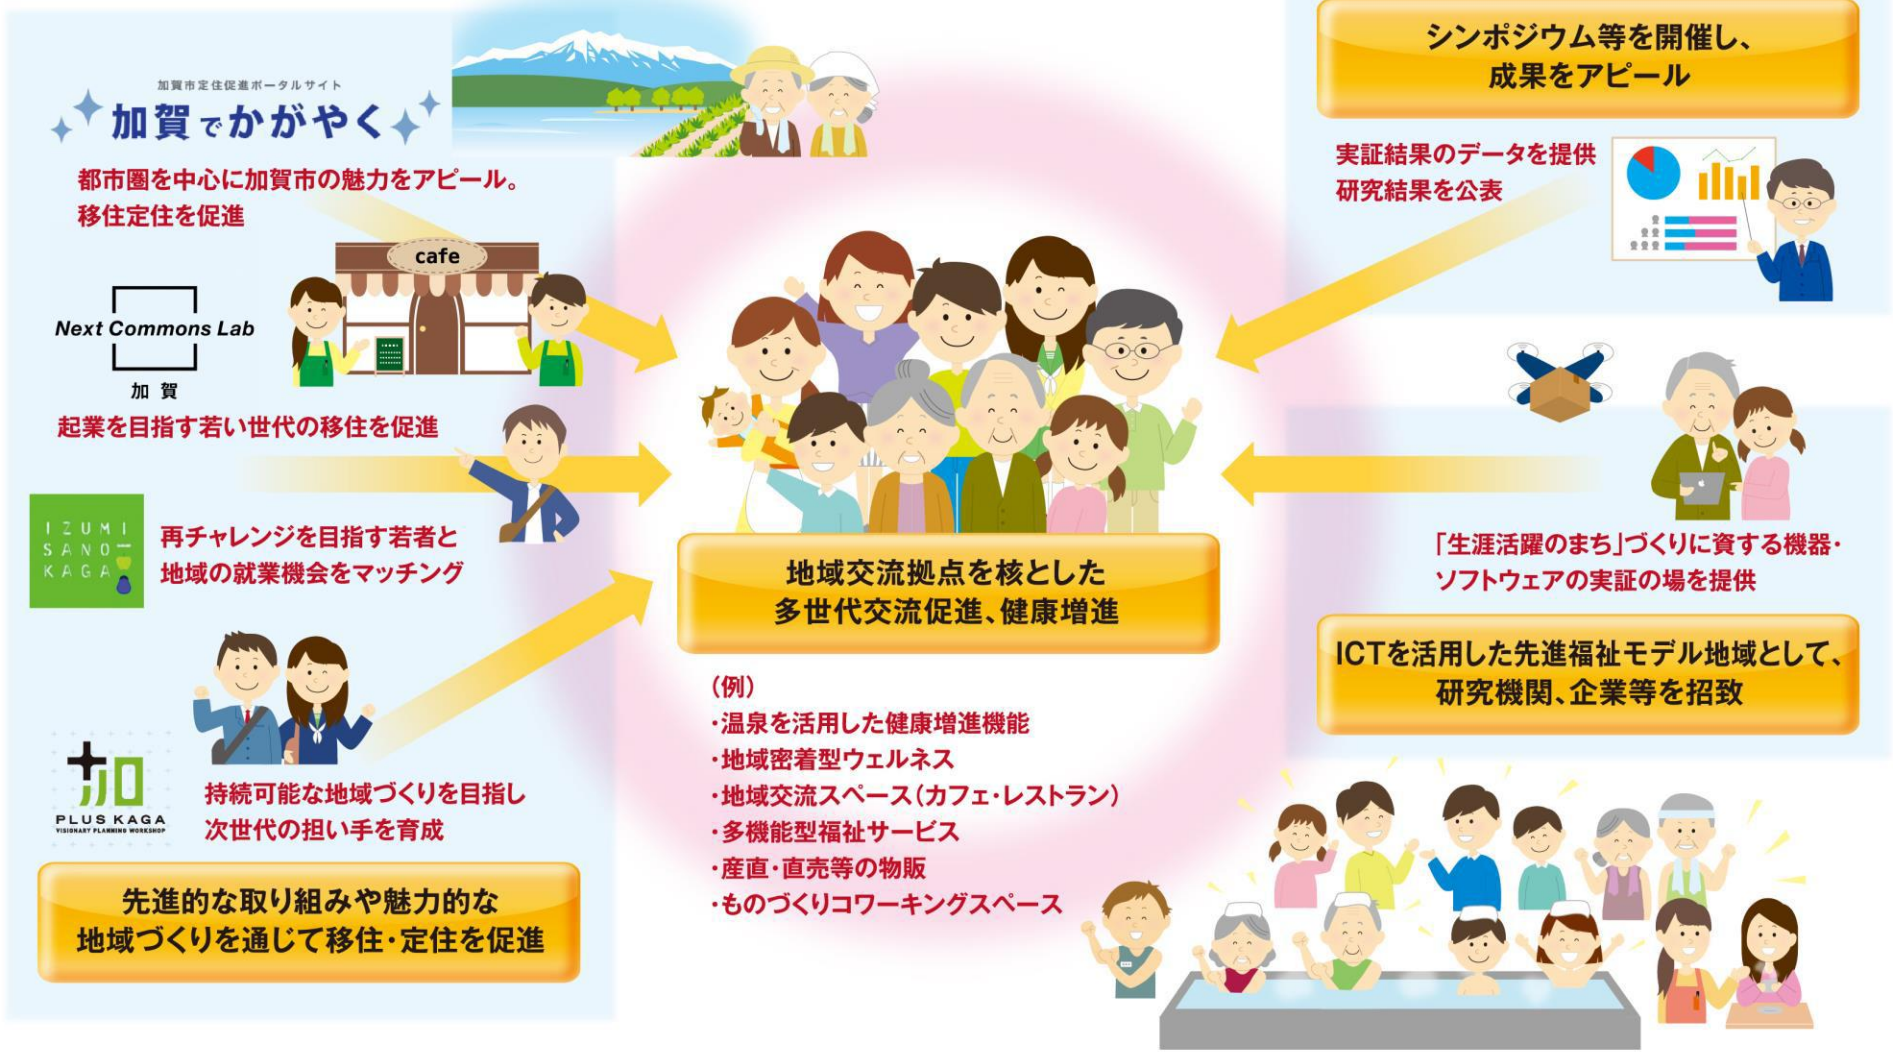 加賀市定住促進ポータルサイト
加賀でかがやく
都市圏を中心に加賀市の魅力をアピール。
移住定住を促進
cafe
Next Commons Lab
加賀
起業を目指す若い世代の移住を促進
IZUMI
SANO
KAGA
再チャレンジを目指す若者と
地域の就業機会をマッチング
加
PLUS KAGA
VISIONARY PLANNING WORKSHOP
持続可能な地域づくりを目指し
次世代の担い手を育成
先進的な取り組みや魅力的な
地域づくりを通じて移住・定住を促進
地域交流拠点を核とした
多世代交流促進、健康増進
（例）
・温泉を活用した健康増進機能
・地域密着型ウェルネス
・地域交流スペース（カフェ・レストラン）
・多機能型福祉サービス
・産直・直売等の物販
・ものづくりコワーキングスペース
シンポジウム等を開催し、
成果をアピール
実証結果のデータを提供
研究結果を公表
「生涯活躍のまち」づくりに資する機器・
ソフトウェアの実証の場を提供
ICTを活用した先進福祉モデル地域として、
研究機関、企業等を招致